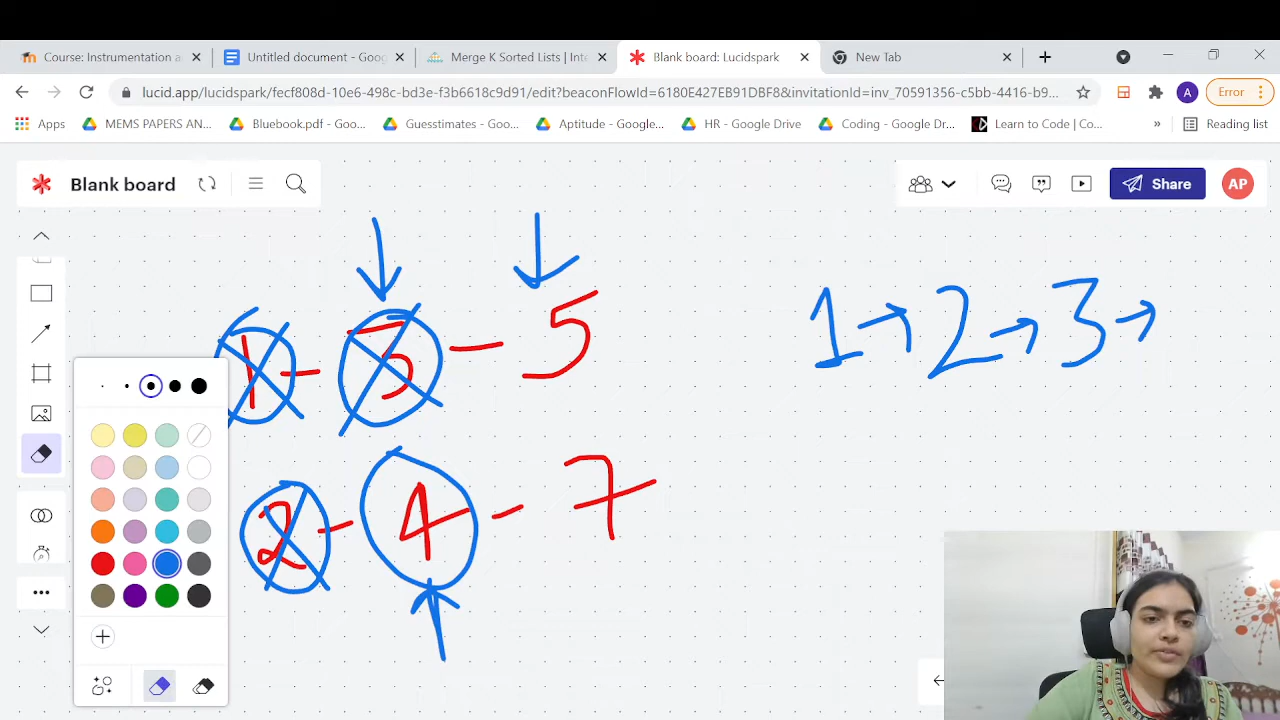 Course: Instrumentation a
Untitled document - Goog
Merge K Sorted Lists | Inte
Blank board: Lucidspark
New Tab
lucid.app/lucidspark/fecf808d-10e6-498c-bd3e-f3b6618c9d91/edit?beaconFlowId=6180E427EB91DBF8&invitationId=inv_70591356-c5bb-4416-b9...
A
Error
Apps
MEMS PAPERS AN...
Bluebook.pdf - Goo...
Guesstimates - Goo...
Aptitude - Google...
HR - Google Drive
Coding - Google Dr...
Learn to Code | Co...
»
Reading list
Blank board
Share
AP
1 - 3 - 5
1 → 2 → 3 →
2 - 4 - 7